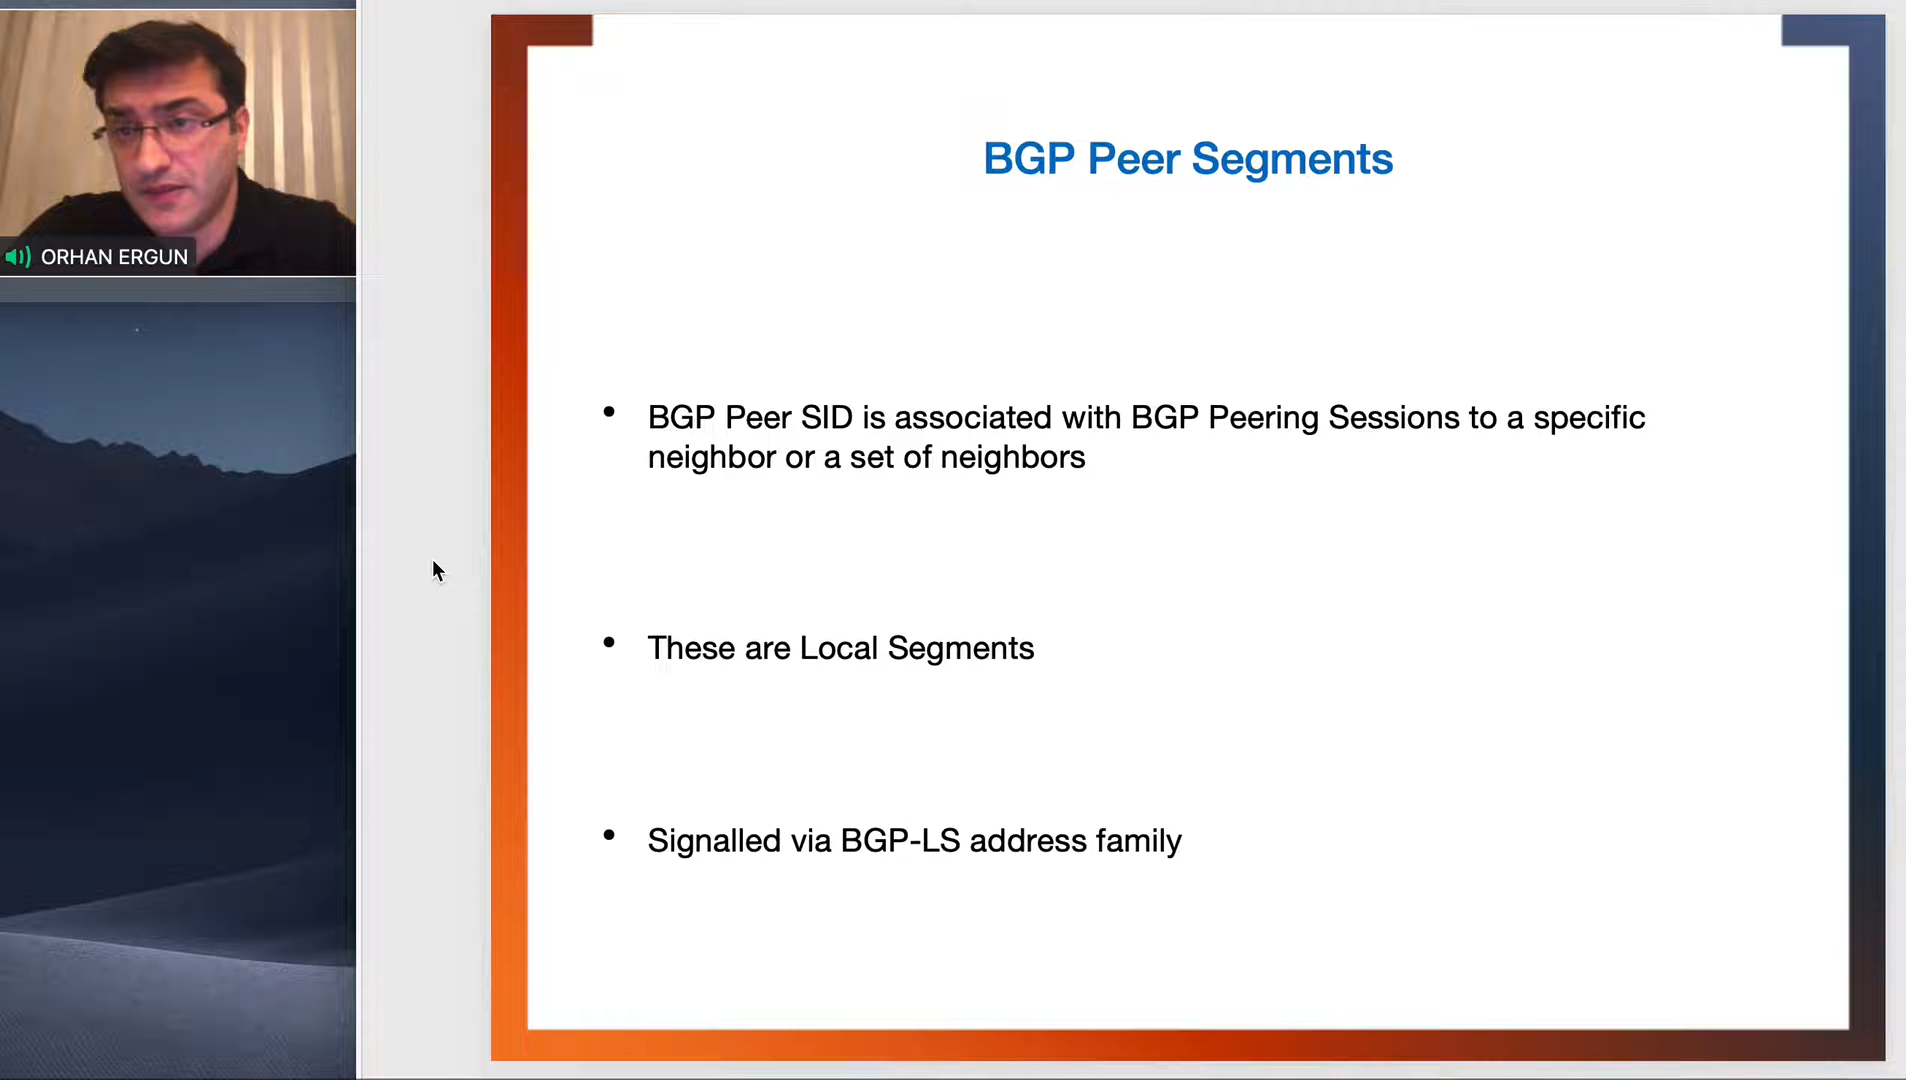 ORHAN ERGUN
BGP Peer Segments
• BGP Peer SID is associated with BGP Peering Sessions to a specific
neighbor or a set of neighbors
• These are Local Segments
• Signalled via BGP-LS address family